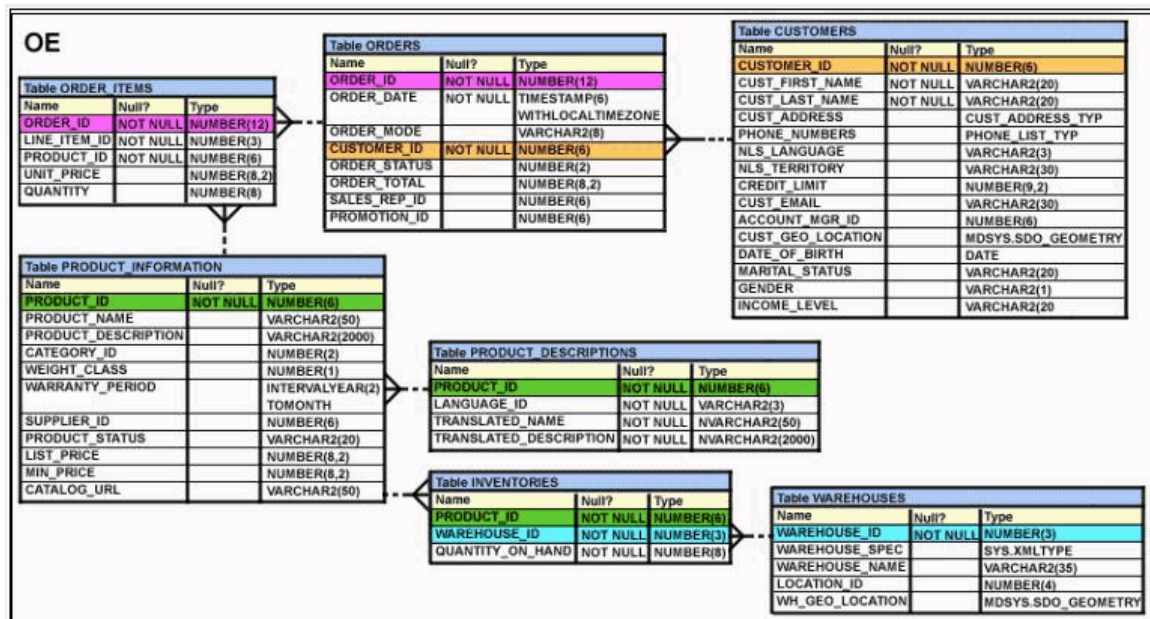 OE
Table ORDER_ITEMS
Name Null? Type
ORDER_ID NOT NULL NUMBER(12)
LINE_ITEM_ID NOT NULL NUMBER(3)
PRODUCT_ID NOT NULL NUMBER(6)
UNIT_PRICE NUMBER(8,2)
QUANTITY NUMBER(8)
Table ORDERS
Name Null? Type
ORDER_ID NOT NULL NUMBER(12)
ORDER_DATE NOT NULL TIMESTAMP(6)
WITHLOCALTIMEZONE
ORDER_MODE VARCHAR2(8)
CUSTOMER_ID NOT NULL NUMBER(6)
ORDER_STATUS NUMBER(2)
ORDER_TOTAL NUMBER(8,2)
SALES_REP_ID NUMBER(6)
PROMOTION_ID NUMBER(6)
Table CUSTOMERS
Name Null? Type
CUSTOMER_ID NOT NULL NUMBER(6)
CUST_FIRST_NAME NOT NULL VARCHAR2(20)
CUST_LAST_NAME NOT NULL VARCHAR2(20)
CUST_ADDRESS CUST_ADDRESS_TYP
PHONE_NUMBERS PHONE_LIST_TYP
NLS_LANGUAGE VARCHAR2(3)
NLS_TERRITORY VARCHAR2(30)
CREDIT_LIMIT NUMBER(9,2)
CUST_EMAIL VARCHAR2(30)
ACCOUNT_MGR_ID NUMBER(6)
CUST_GEO_LOCATION MDSYS.SDO_GEOMETRY
DATE_OF_BIRTH DATE
MARITAL_STATUS VARCHAR2(20)
GENDER VARCHAR2(1)
INCOME_LEVEL VARCHAR2(20
Table PRODUCT_INFORMATION
Name Null? Type
PRODUCT_ID NOT NULL NUMBER(6)
PRODUCT_NAME VARCHAR2(50)
PRODUCT_DESCRIPTION VARCHAR2(2000)
CATEGORY_ID NUMBER(2)
WEIGHT_CLASS NUMBER(1)
WARRANTY_PERIOD INTERVALYEAR(2)
TOMONTH
SUPPLIER_ID NUMBER(6)
PRODUCT_STATUS VARCHAR2(20)
LIST_PRICE NUMBER(8,2)
MIN_PRICE NUMBER(8,2)
CATALOG_URL VARCHAR2(50)
Table PRODUCT_DESCRIPTIONS
Name Null? Type
PRODUCT_ID NOT NULL NUMBER(6)
LANGUAGE_ID NOT NULL VARCHAR2(3)
TRANSLATED_NAME NOT NULL NVARCHAR2(50)
TRANSLATED_DESCRIPTION NOT NULL NVARCHAR2(2000)
Table INVENTORIES
Name Null? Type
PRODUCT_ID NOT NULL NUMBER(6)
WAREHOUSE_ID NOT NULL NUMBER(3)
QUANTITY_ON_HAND NOT NULL NUMBER(8)
Table WAREHOUSES
Name Null? Type
WAREHOUSE_ID NOT NULL NUMBER(3)
WAREHOUSE_SPEC SYS.XMLTYPE
WAREHOUSE_NAME VARCHAR2(35)
LOCATION_ID NUMBER(4)
WH_GEO_LOCATION MDSYS.SDO_GEOMETRY